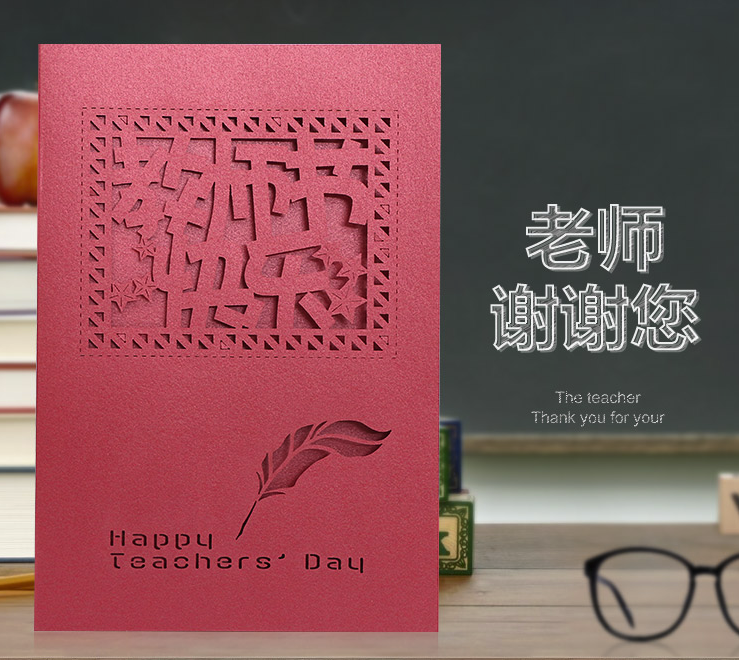 教师节
快乐
Happy
Teachers' Day
老师
谢谢您
The teacher
Thank you for your
K